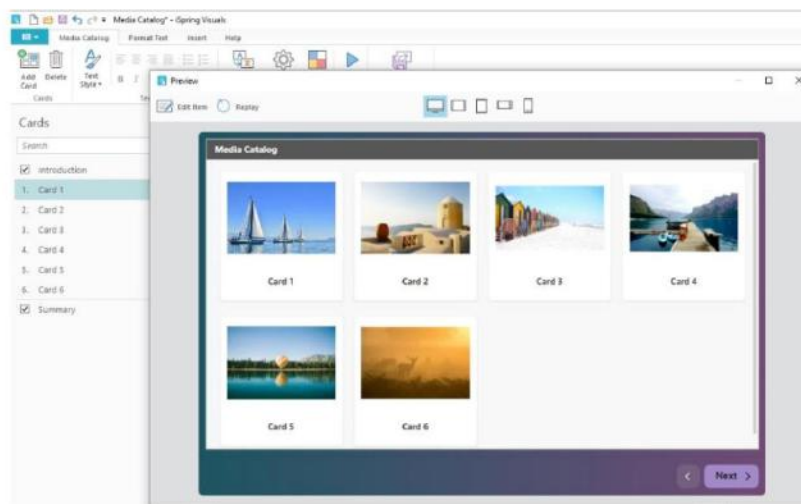 Media Catalog* - iSpring Visuals
Media Catalog Format Text Insert Help
Add Card
Delete
Text Style
B I
Cards
Preview
Edit Item Replay
Cards
Search
Introduction
1. Card 1
2. Card 2
3. Card 3
4. Card 4
5. Card 5
6. Card 6
Summary
Media Catalog
Card 1 Card 2 Card 3 Card 4
Card 5 Card 6
Next